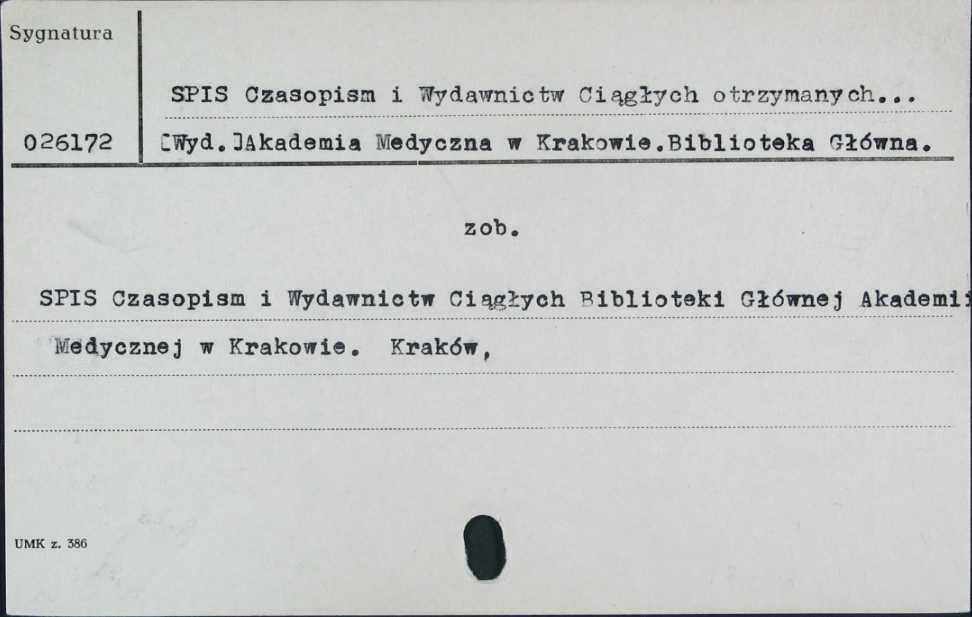 Sygnatura
SPIS Czasopism i Wydawnictw Ciągłych otrzymanych...
026172
[Wyd.]Akademia Medyczna w Krakowie.Biblioteka Główna.
zob.
SPIS Czasopism i Wydawnictw Ciągłych Biblioteki Głównej Akademii
Medycznej w Krakowie. Kraków,
UMK z. 386